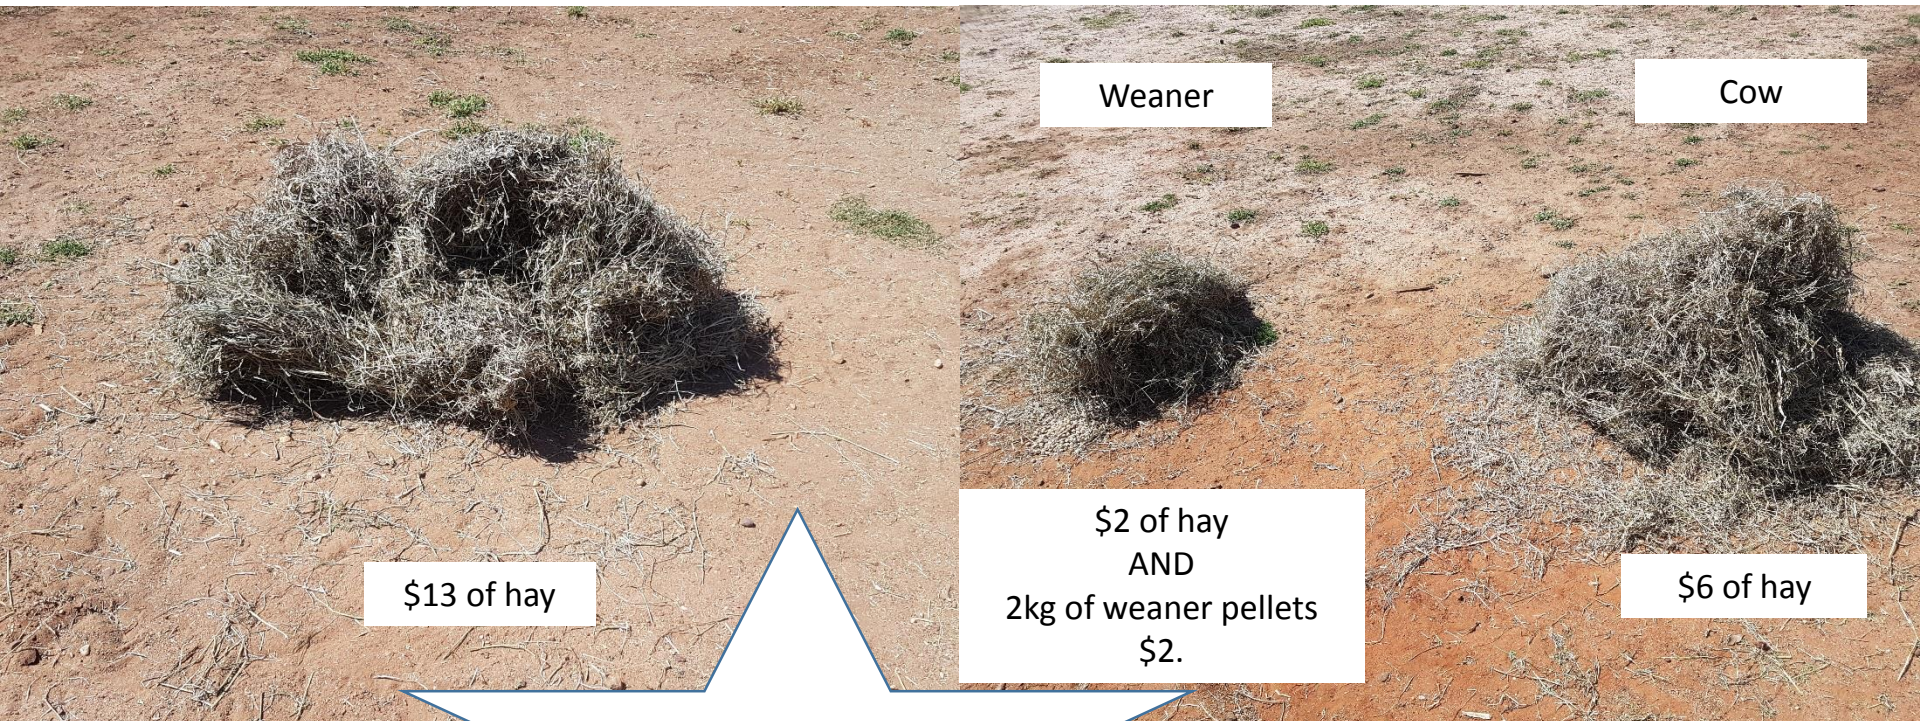 Weaner
Cow
$13 of hay
$2 of hay
AND
2kg of weaner pellets
$2.
$6 of hay